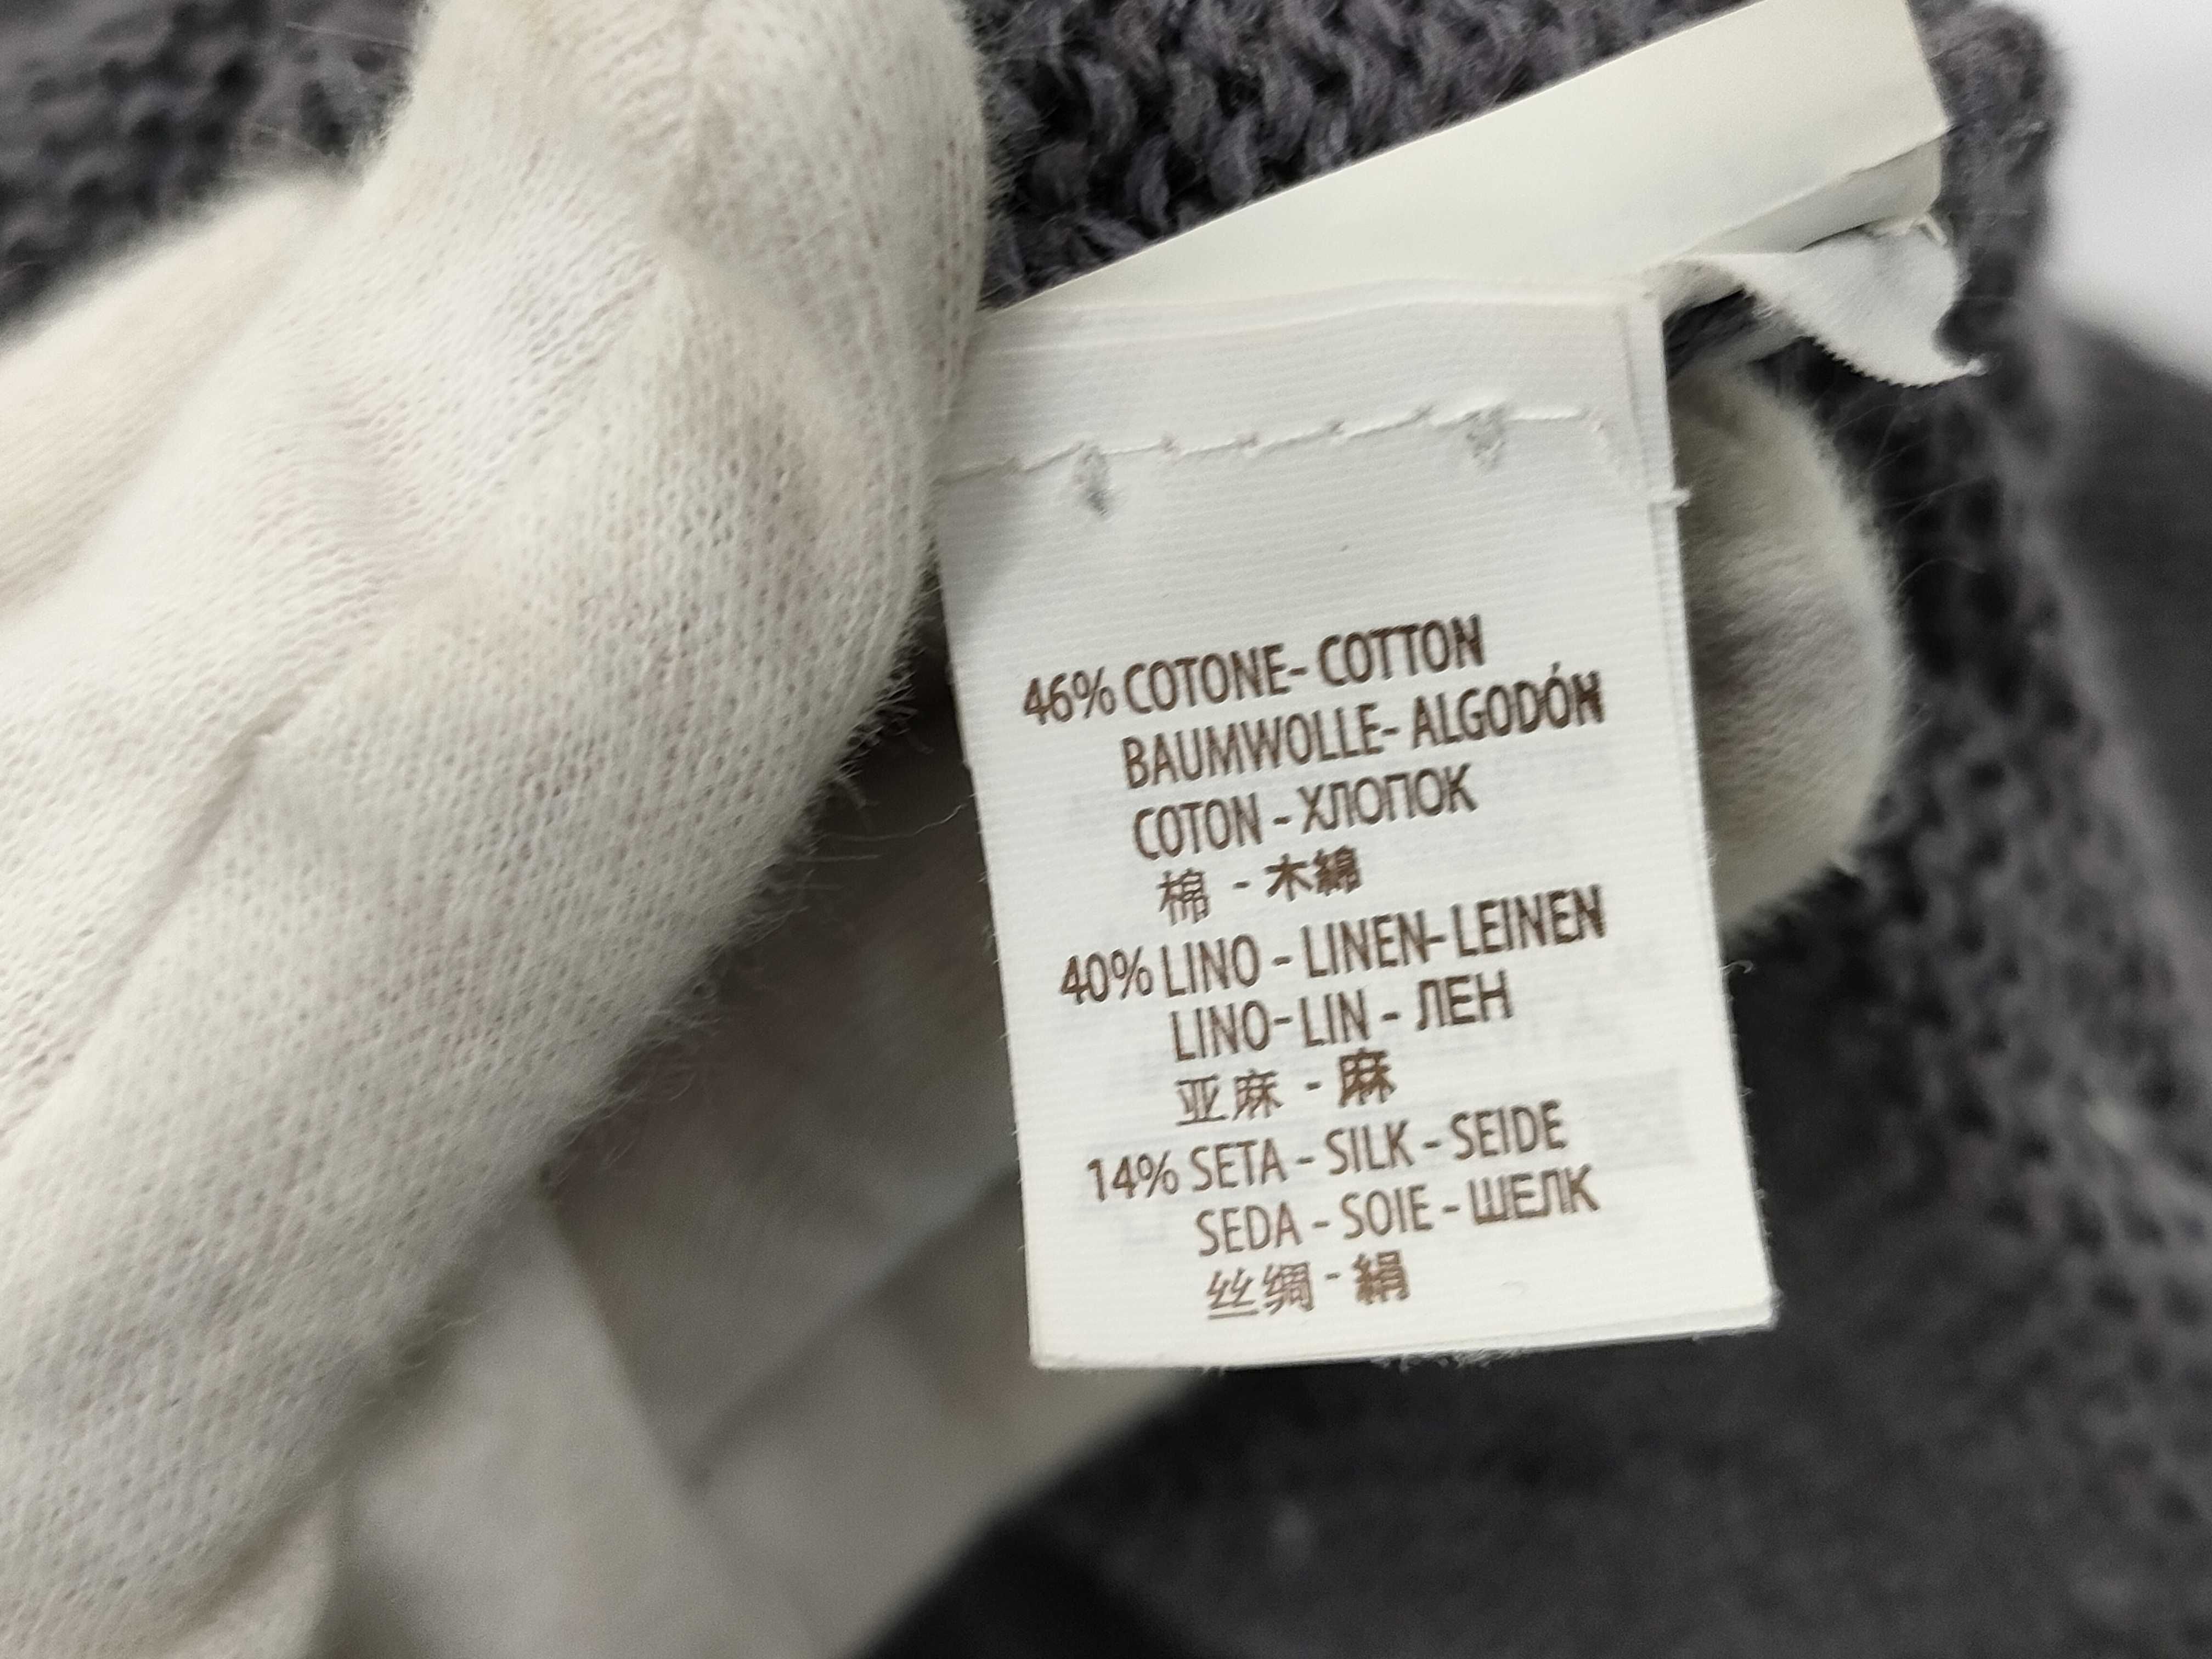 46% COTONE- COTTON
BAUMWOLLE- ALGODÓN
COTON - ХЛОПОК
棉 - 木綿
40% LINO - LINEN- LEINEN
LINO- LIN - ЛЕН
亚麻 - 麻
14% SETA - SILK - SEIDE
SEDA - SOIE - ШЕЛК
丝绸 - 絹